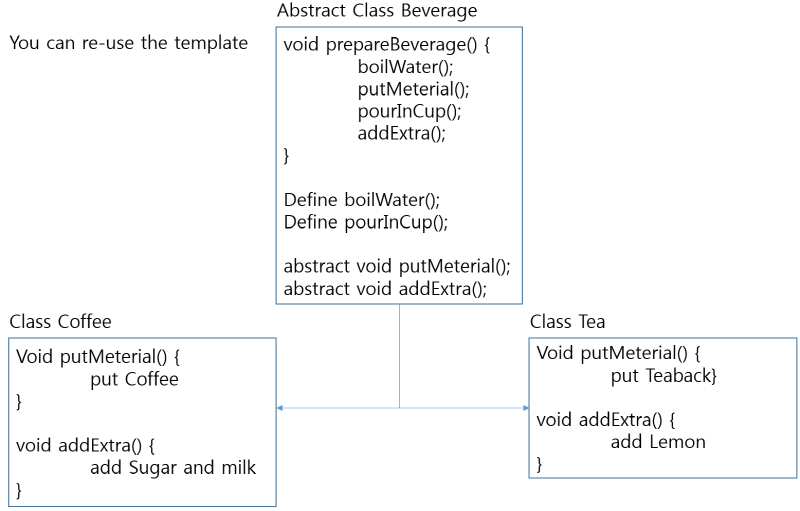 Abstract Class Beverage
You can re-use the template
void prepareBeverage() {
boilWater();
putMeterial();
pourInCup();
addExtra();
}
Define boilWater();
Define pourInCup();
abstract void putMeterial();
abstract void addExtra();
Class Coffee
Void putMeterial() {
put Coffee
}
void addExtra() {
add Sugar and milk
}
Class Tea
Void putMeterial() {
put Teaback}
void addExtra() {
add Lemon
}